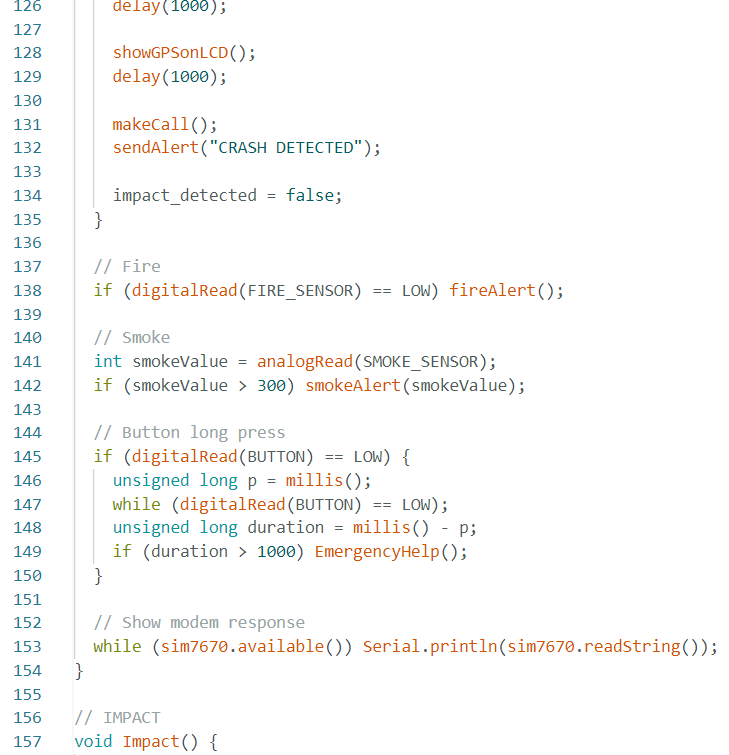 126 delay(1000);
127
128 showGPSonLCD();
129 delay(1000);
130
131 makeCall();
132 sendAlert("CRASH DETECTED");
133
134 impact_detected = false;
135 }
136
137 // Fire
138 if (digitalRead(FIRE_SENSOR) == LOW) fireAlert();
139
140 // Smoke
141 int smokeValue = analogRead(SMOKE_SENSOR);
142 if (smokeValue > 300) smokeAlert(smokeValue);
143
144 // Button long press
145 if (digitalRead(BUTTON) == LOW) {
146 unsigned long p = millis();
147 while (digitalRead(BUTTON) == LOW);
148 unsigned long duration = millis() - p;
149 if (duration > 1000) EmergencyHelp();
150 }
151
152 // Show modem response
153 while (sim7670.available()) Serial.println(sim7670.readString());
154 }
155
156 // IMPACT
157 void Impact() {